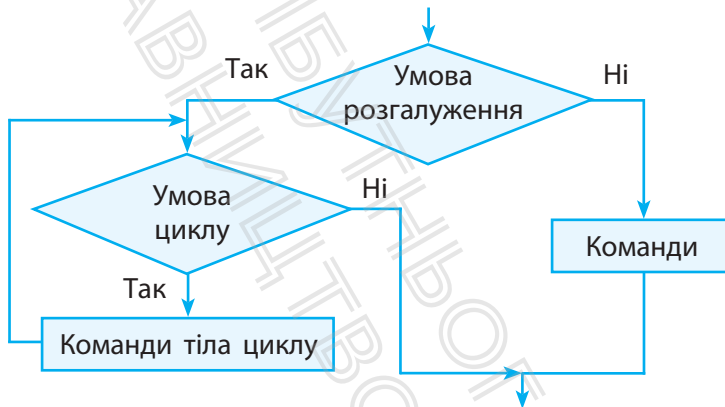 Так
Умова
розгалуження
Ні
Умова
циклу
Ні
Команди
Так
Команди тіла циклу